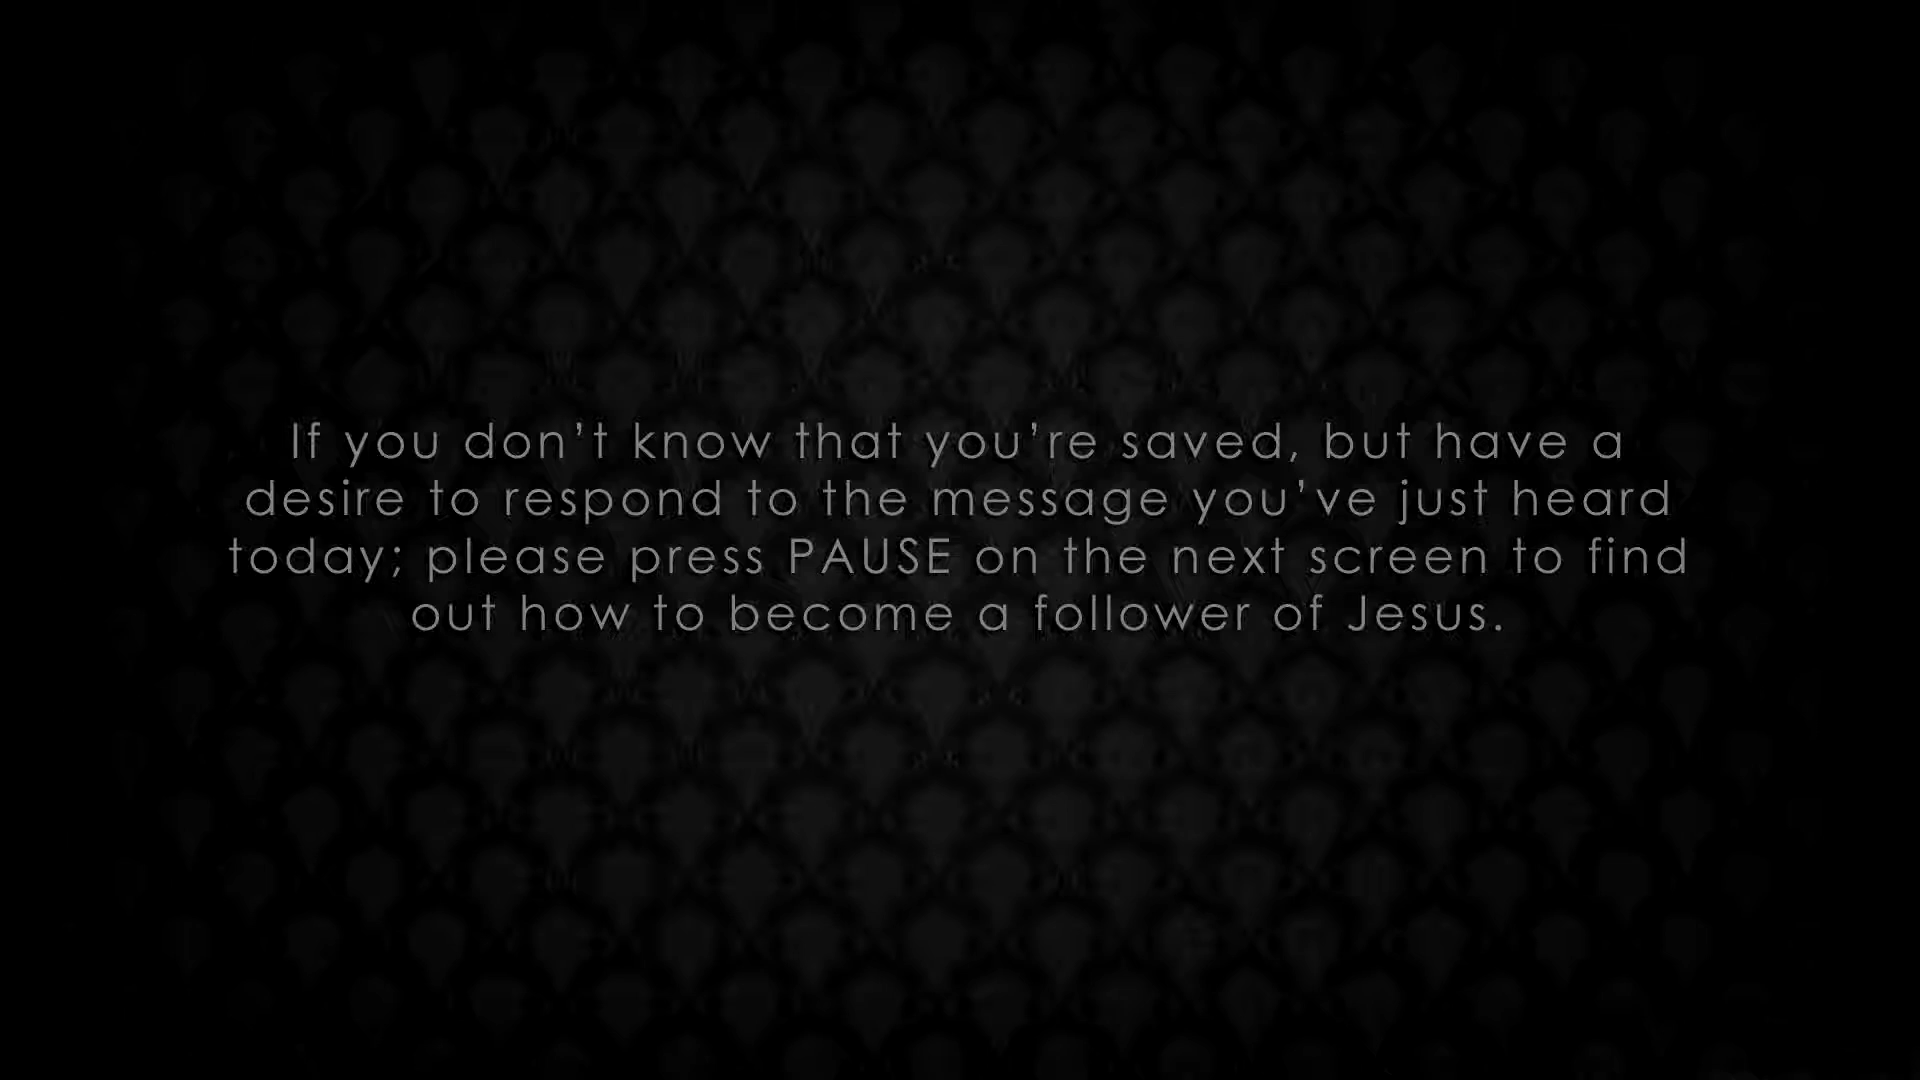 If you don’t know that you’re saved, but have a
desire to respond to the message you’ve just heard
today; please press PAUSE on the next screen to find
out how to become a follower of Jesus.